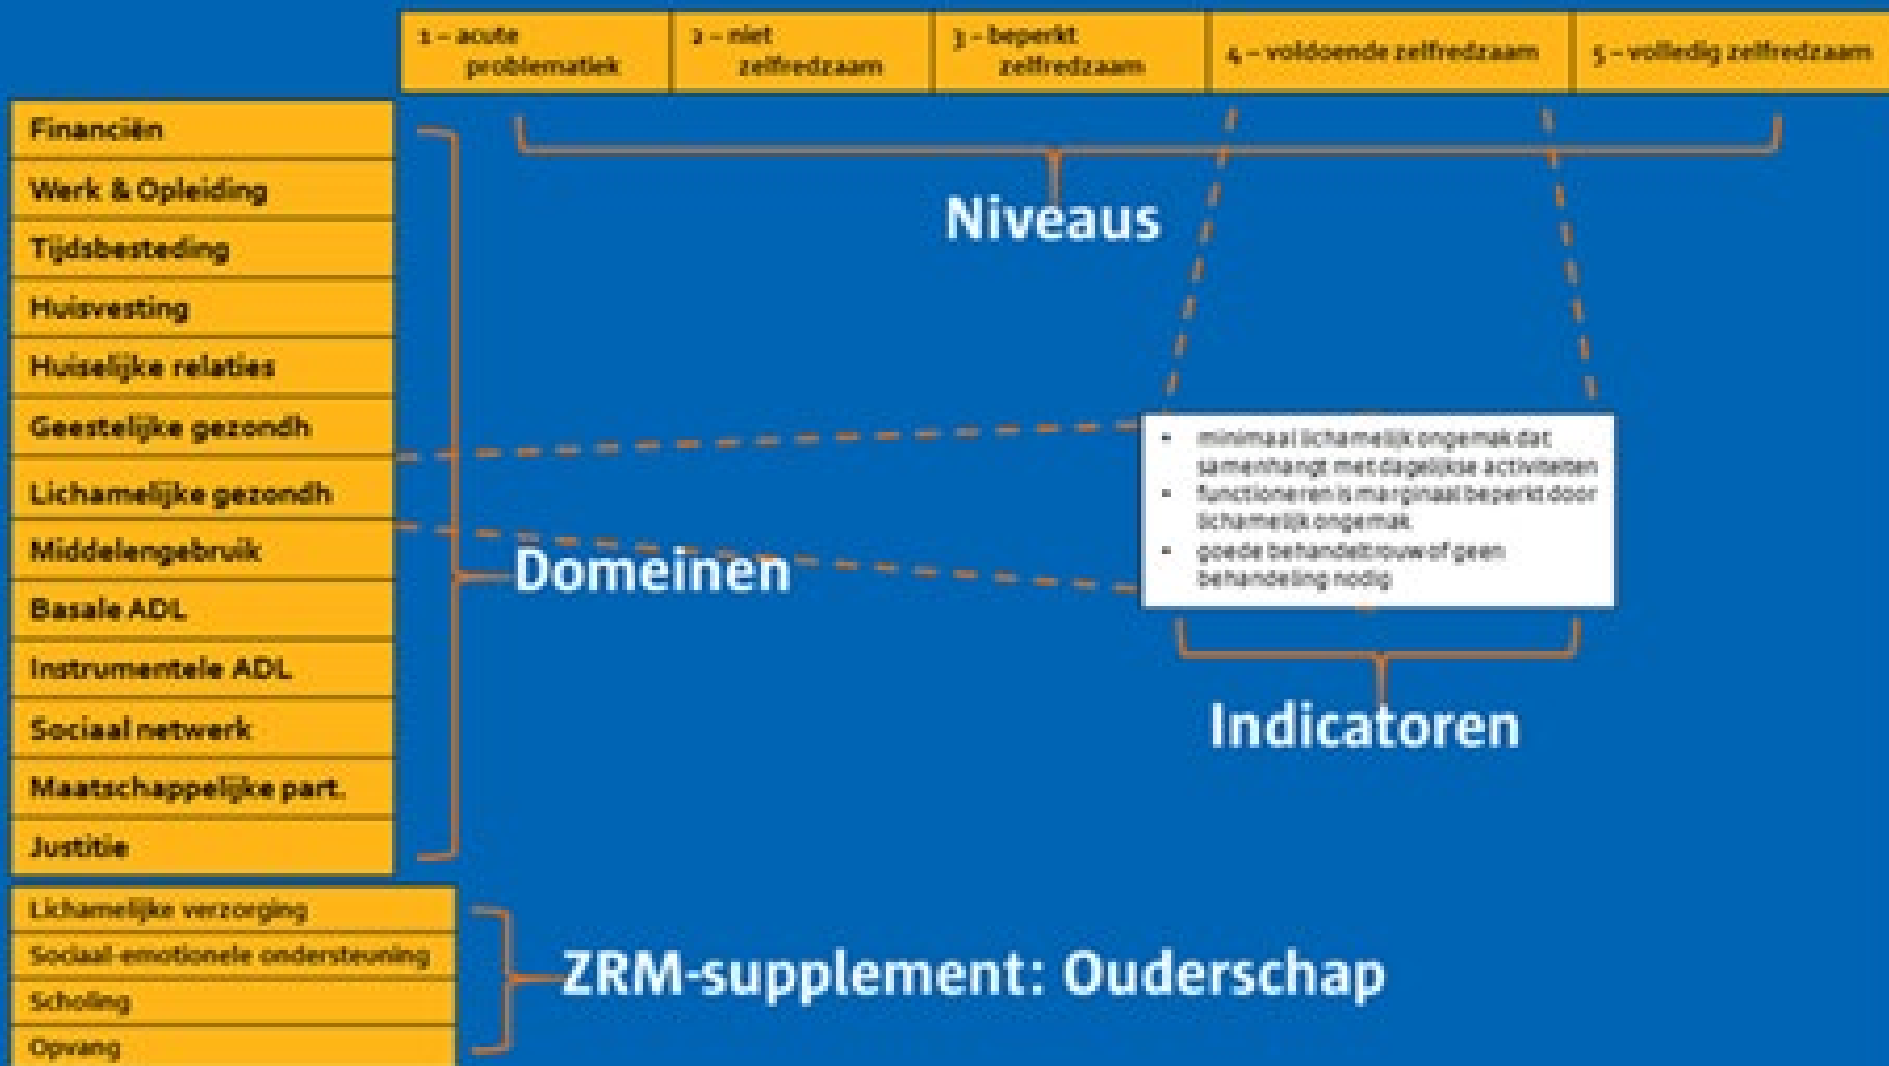 1 – acute
problematiek
2 – niet
zelfredzaam
3 – beperkt
zelfredzaam
4 – voldoende zelfredzaam
5 – volledig zelfredzaam
Financiën
Werk & Opleiding
Tijdsbesteding
Huisvesting
Huiselijke relaties
Geestelijke gezondh
Lichamelijke gezondh
Middelengebruik
Basale ADL
Instrumentele ADL
Sociaal netwerk
Maatschappelijke part.
Justitie
Niveaus
Domeinen
• minimaal lichamelijk ongemak dat
samenhangt met dagelijkse activiteiten
• functioneren is marginaal beperkt door
lichamelijk ongemak
• goede behandeltrouw of geen
behandeling nodig
Indicatoren
Lichamelijke verzorging
Sociaal-emotionele ondersteuning
Scholing
Opvang
ZRM-supplement: Ouderschap